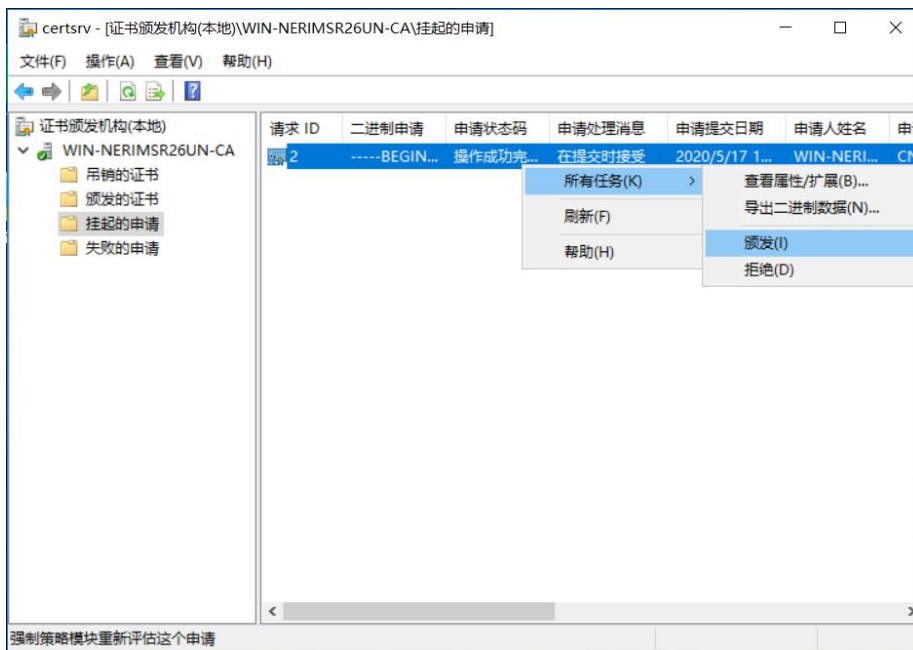 certsrv - [证书颁发机构(本地)\WIN-NERIMSR26UN-CA\挂起的申请]
文件(F) 操作(A) 查看(V) 帮助(H)
证书颁发机构(本地)
WIN-NERIMSR26UN-CA
吊销的证书
颁发的证书
挂起的申请
失败的申请
请求 ID 二进制申请 申请状态码 申请处理消息 申请提交日期 申请人姓名 申
2 -----BEGIN... 操作成功完... 在提交时接受 2020/5/17 1... WIN-NERI... CN
所有任务(K)
刷新(F)
帮助(H)
查看属性/扩展(B)...
导出二进制数据(N)...
颁发(I)
拒绝(D)
强制策略模块重新评估这个申请